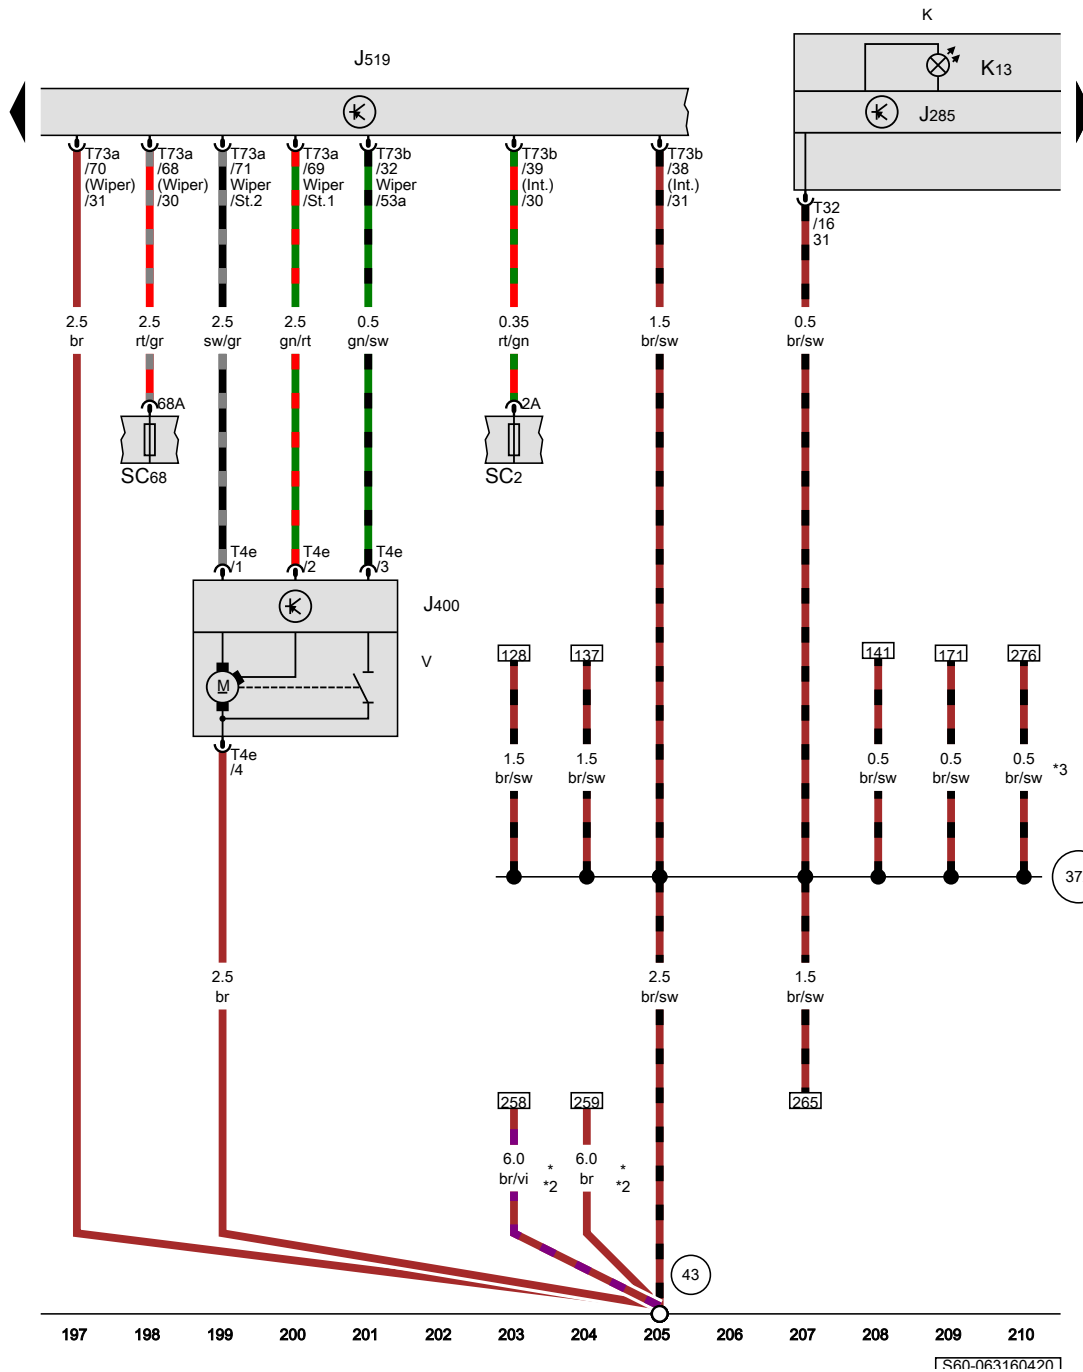 K
J519
K13
J285
T73a
/70
(Wiper)
/31
T73a
/68
(Wiper)
/30
T73a
/71
Wiper
/St.2
T73a
/69
Wiper
/St.1
T73b
/32
Wiper
/53a
T73b
/39
(Int.)
/30
T73b
/38
(Int.)
/31
T32
/16
31
2.5
br
2.5
rt/gr
2.5
sw/gr
2.5
gn/rt
0.5
gn/sw
0.35
rt/gn
1.5
br/sw
0.5
br/sw
68A
SC68
2A
SC2
T4e
/1
T4e
/2
T4e
/3
J400
V
M
T4e
/4
128
137
141
171
276
1.5
br/sw
1.5
br/sw
0.5
br/sw
0.5
br/sw
0.5
br/sw
*3
37
2.5
br
2.5
br/sw
1.5
br/sw
258
259
265
6.0
br/vi
*
*2
6.0
br
*
*2
43
197 198 199 200 201 202 203 204 205 206 207 208 209 210
S60-063160420